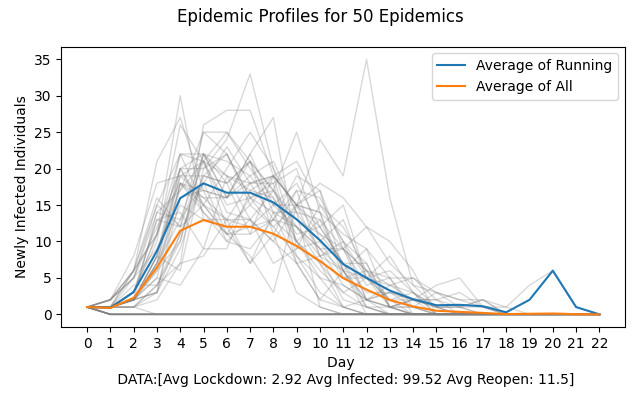 Epidemic Profiles for 50 Epidemics
35
30
25
20
15
10
5
0
Newly Infected Individuals
Average of Running
Average of All
0 1 2 3 4 5 6 7 8 9 10 11 12 13 14 15 16 17 18 19 20 21 22
Day
DATA:[Avg Lockdown: 2.92 Avg Infected: 99.52 Avg Reopen: 11.5]